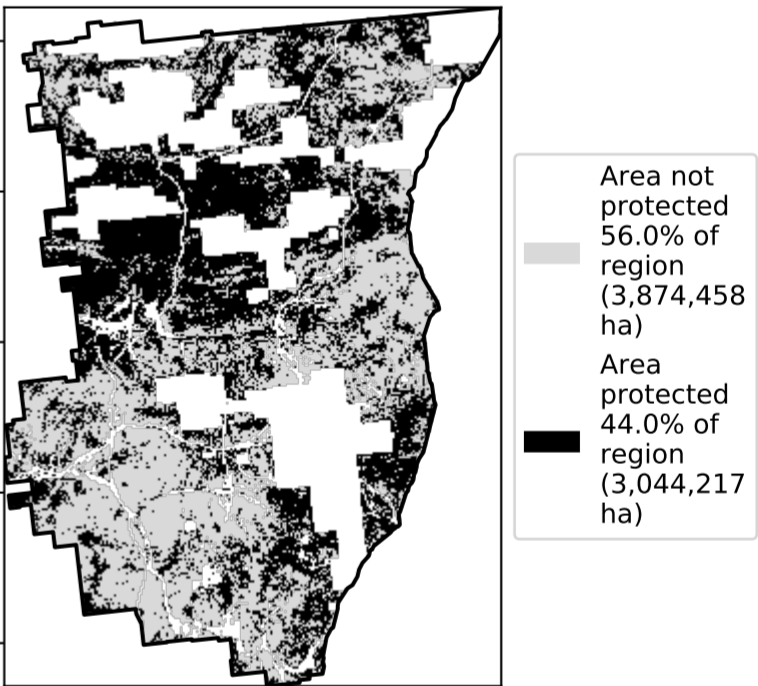 Area not
protected
56.0% of
region
(3,874,458
ha)
Area
protected
44.0% of
region
(3,044,217
ha)